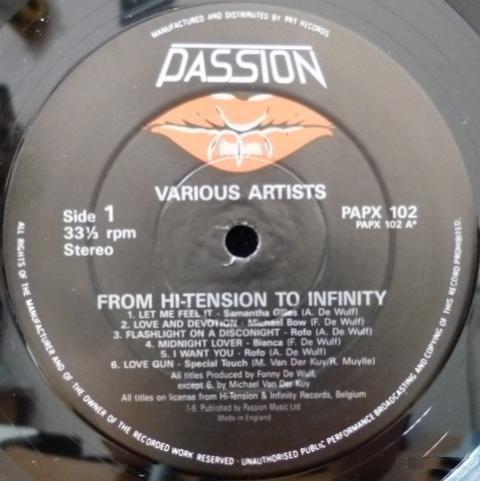 MANUFACTURED AND DISTRIBUTED BY PRT RECORDS
PASSION
VARIOUS ARTISTS
Side 1
33⅓ rpm
Stereo
PAPX 102
PAPX 102 A*
FROM HI-TENSION TO INFINITY
1. LET ME FEEL IT - Samantha Gilles (A. De Wulf)
2. LOVE AND DEVOTION - Michael Bow (F. De Wulf)
3. FLASHLIGHT ON A DISCONIGHT - Rofo (A. De Wulf)
4. MIDNIGHT LOVER - Bianca (F. De Wulf)
5. I WANT YOU - Rofo (A. De Wulf)
6. LOVE GUN - Special Touch (M. Van Der Kuy/R. Muylle)
All titles Produced by Fonny De Wulf,
except 6. by Michael Van Der Kuy
All titles on license from Hi-Tension & Infinity Records, Belgium
1-6. Published by Passion Music Ltd
Made in England
ALL RIGHTS OF THE MANUFACTURER AND OF THE OWNER OF THE RECORDED WORK RESERVED · UNAUTHORISED PUBLIC PERFORMANCE BROADCASTING AND COPYING OF THIS RECORD PROHIBITED.